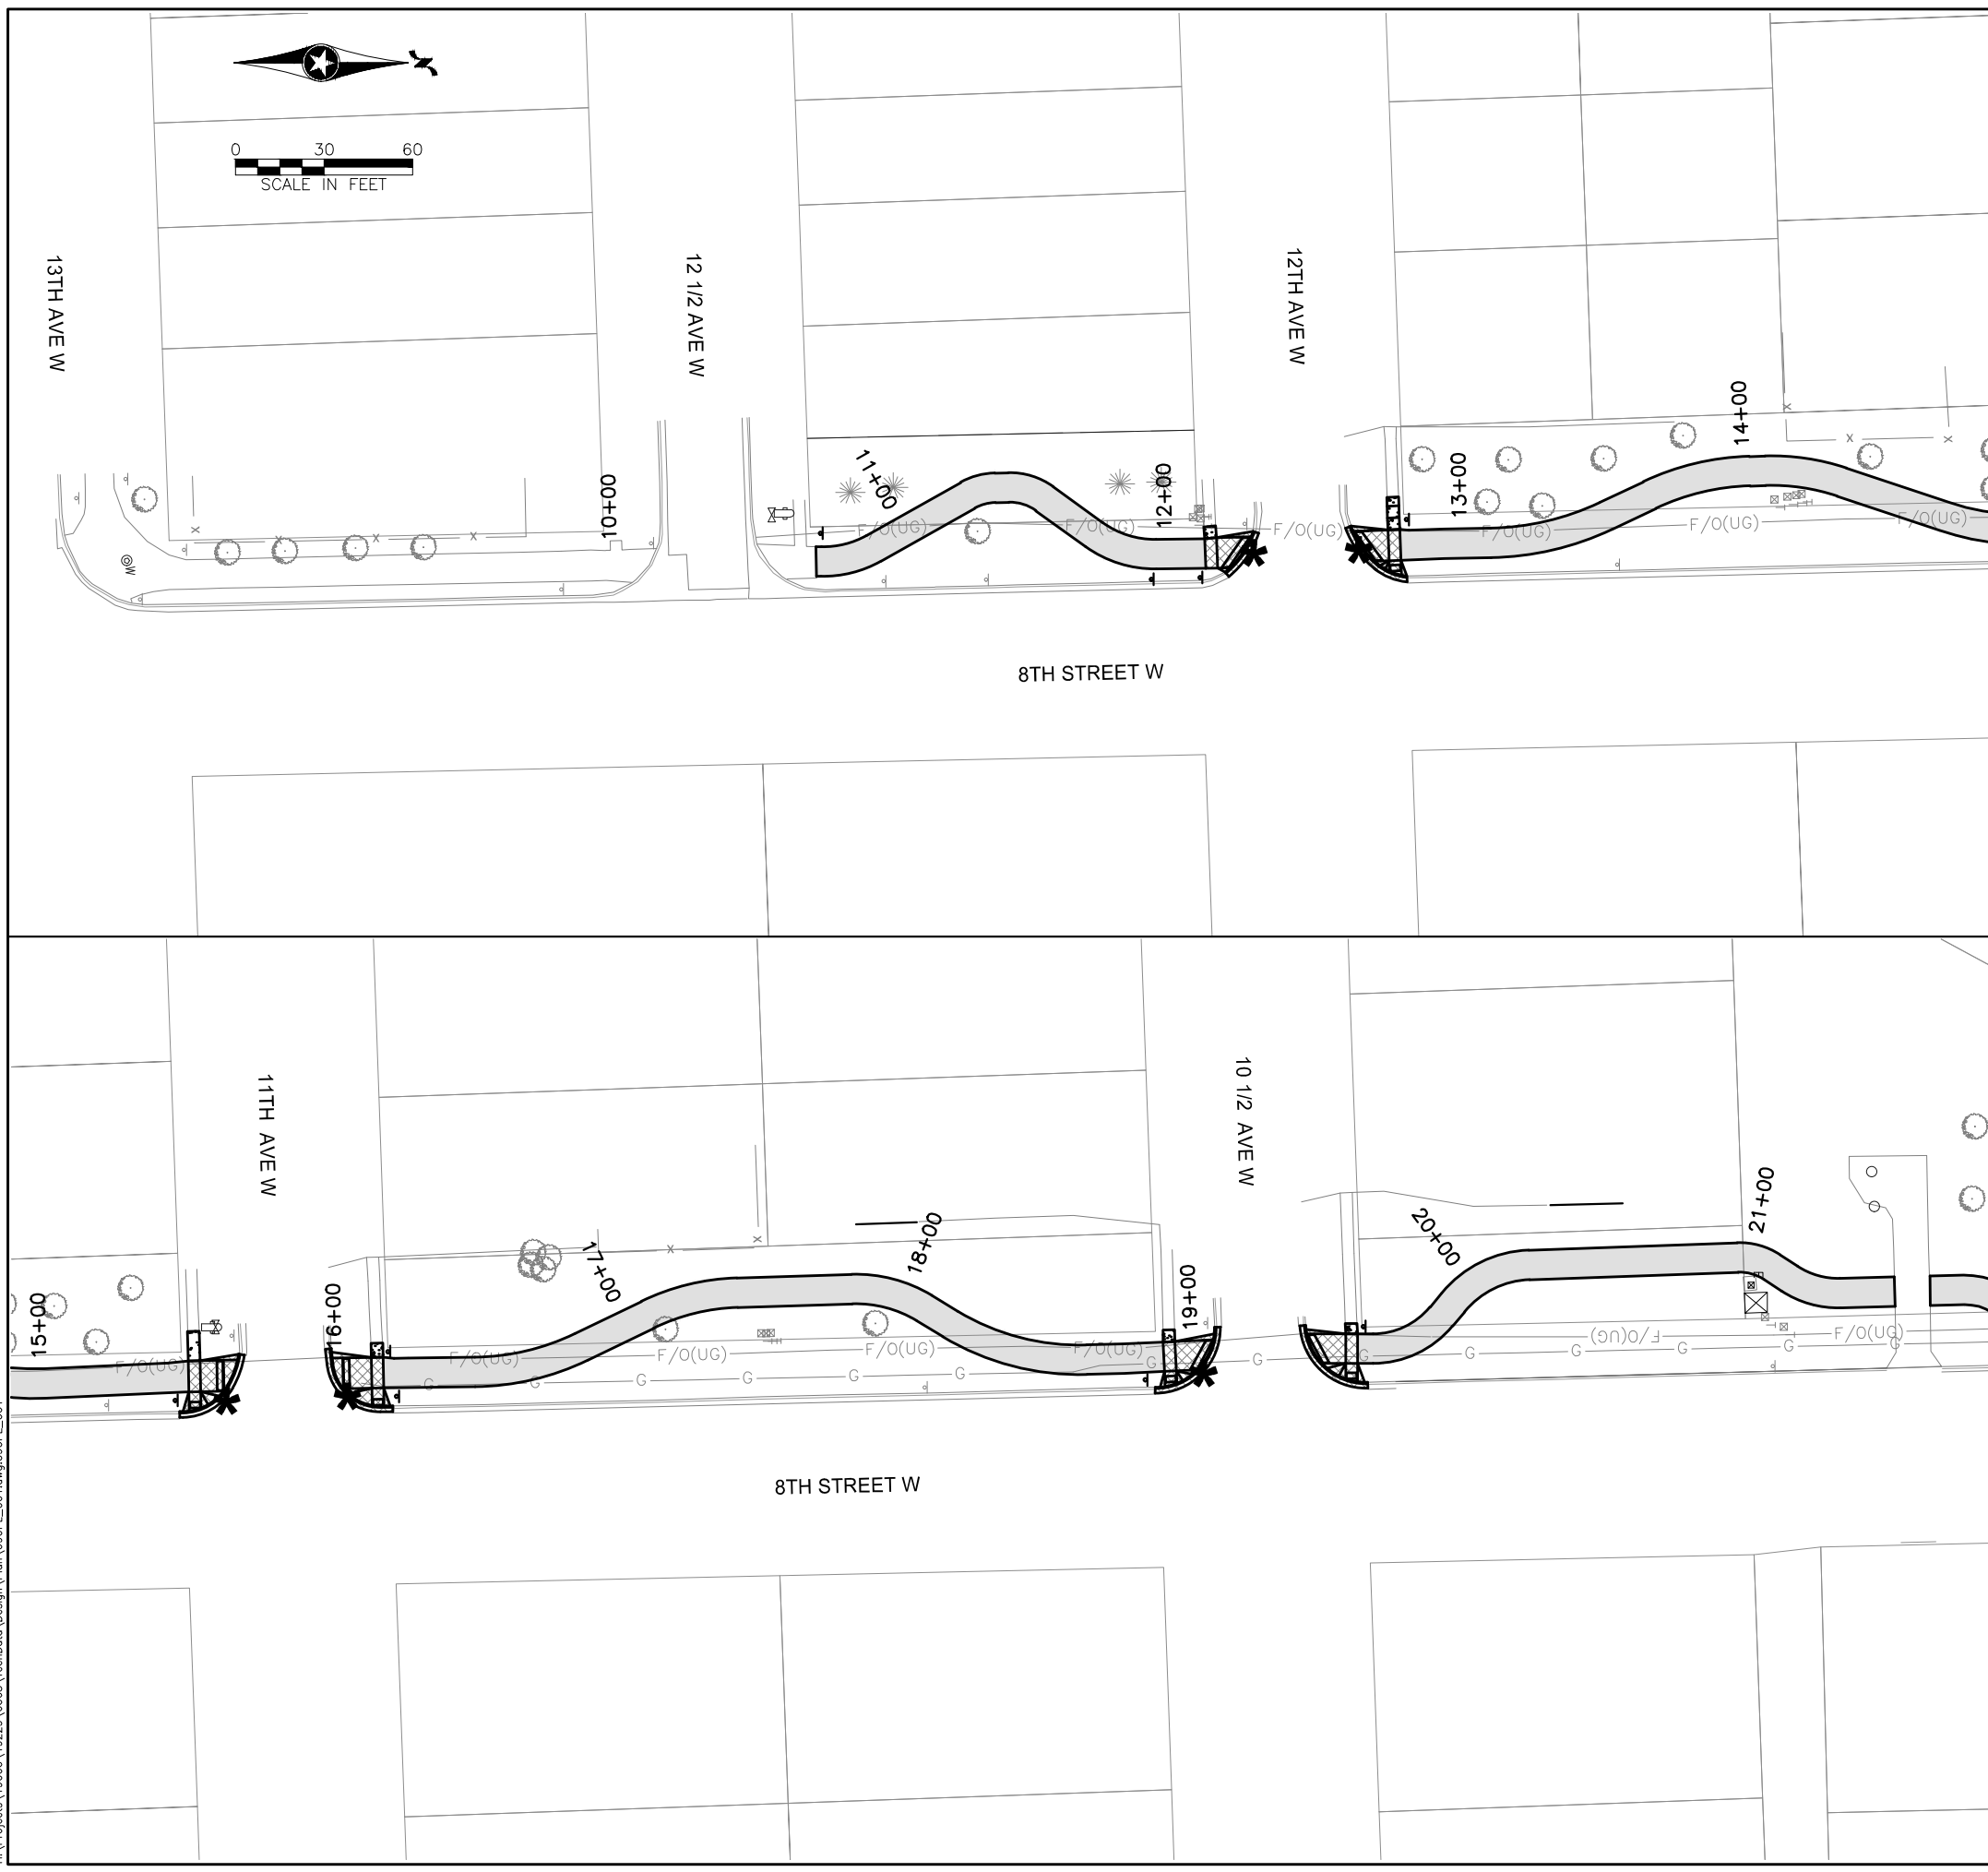 0 30 60
SCALE IN FEET
13TH AVE W
12 1/2 AVE W
12TH AVE W
10+00
11+00
12+00
13+00
14+00
W
X X X X
X X X
F/O(UG) F/O(UG) F/O(UG) F/O(UG) F/O(UG) F/O(UG)
8TH STREET W
11TH AVE W
10 1/2 AVE W
15+00
16+00
17+00
18+00
19+00
20+00
21+00
X X
F/O(UG) F/O(UG) F/O(UG) F/O(UG) F/O(UG) F/O(UG) F/O(UG)
G G G G G G G G G G G G G G G
8TH STREET W